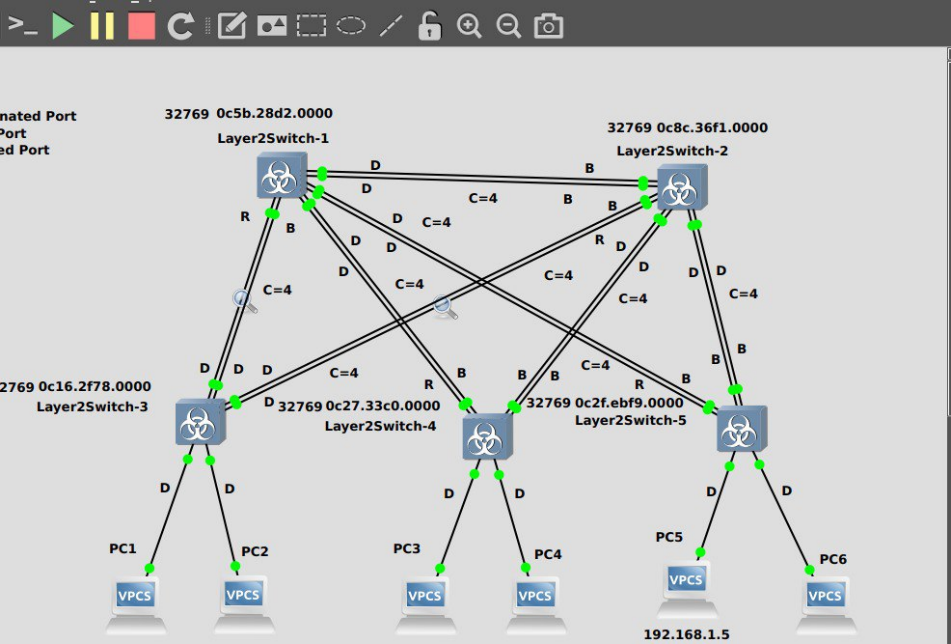 >_
nated Port
Port
ed Port
32769 0c5b.28d2.0000
Layer2Switch-1
32769 0c8c.36f1.0000
Layer2Switch-2
D
B
D
C=4
B
B
R
B
D
C=4
D
D
R
D
D
C=4
C=4
C=4
D
D
D
C=4
C=4
D
D
D
C=4
C=4
B
B
R
B
B
B
R
B
D
2769 0c16.2f78.0000
Layer2Switch-3
32769 0c27.33c0.0000
Layer2Switch-4
32769 0c2f.ebf9.0000
Layer2Switch-5
D
D
D
D
D
D
PC1
PC2
PC3
PC4
PC5
PC6
VPCS
VPCS
VPCS
VPCS
VPCS
VPCS
192.168.1.5